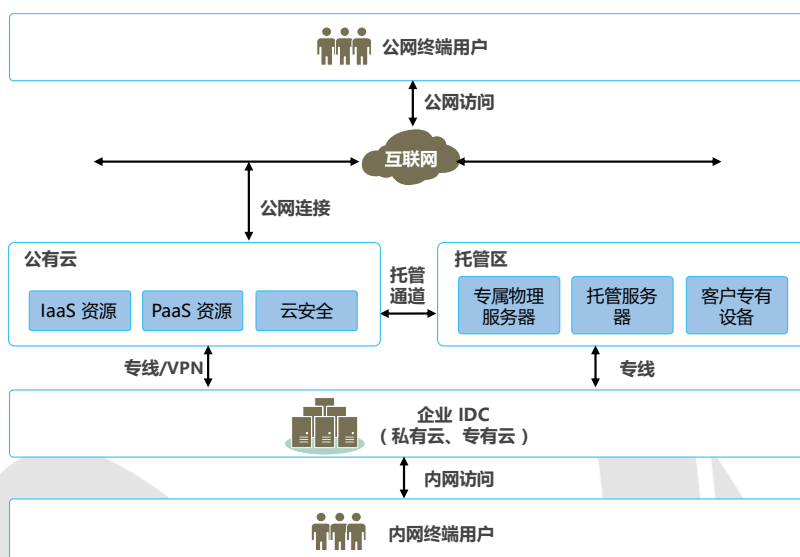 公网终端用户
公网访问
互联网
公网连接
公有云
IaaS 资源
PaaS 资源
云安全
托管
通道
托管区
专属物理
服务器
托管服务
器
客户专有
设备
专线/VPN
专线
企业 IDC
（私有云、专有云）
内网访问
内网终端用户